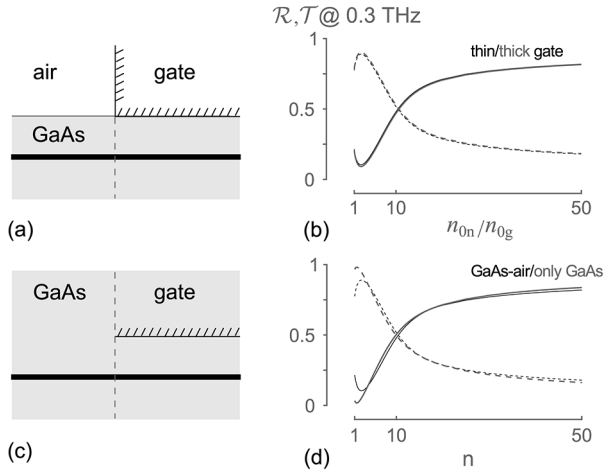 ℛ,𝒯@ 0.3 THz
air
gate
GaAs
(a)
thin/thick gate
1
0.5
0
1
10
50
n₀ₙ/n₀g
(b)
GaAs
gate
(c)
GaAs-air/only GaAs
1
0.5
0
1
10
50
n
(d)